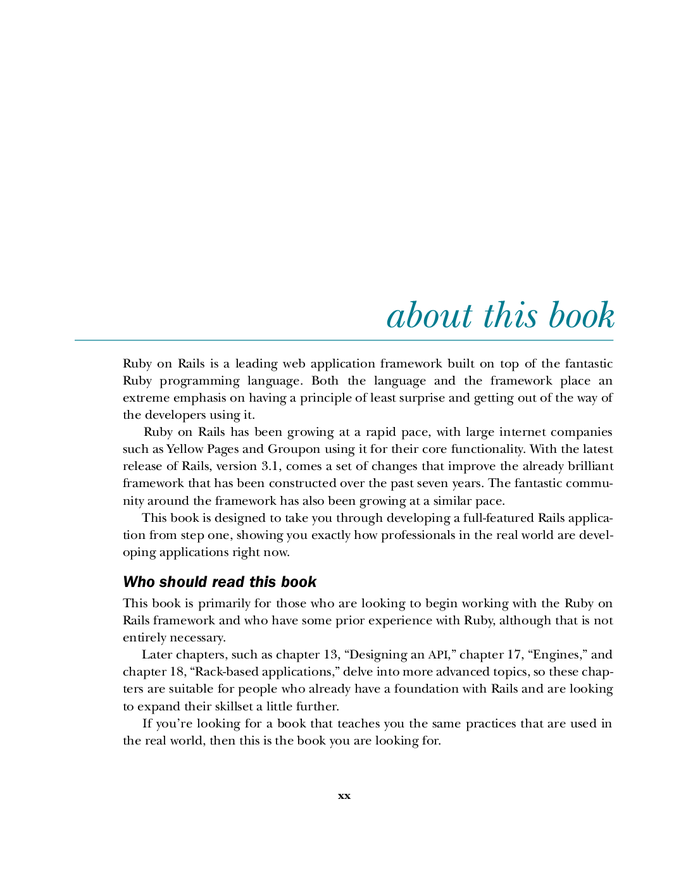 about this book
Ruby on Rails is a leading web application framework built on top of the fantastic
Ruby programming language. Both the language and the framework place an
extreme emphasis on having a principle of least surprise and getting out of the way of
the developers using it.
Ruby on Rails has been growing at a rapid pace, with large internet companies
such as Yellow Pages and Groupon using it for their core functionality. With the latest
release of Rails, version 3.1, comes a set of changes that improve the already brilliant
framework that has been constructed over the past seven years. The fantastic commu-
nity around the framework has also been growing at a similar pace.
This book is designed to take you through developing a full-featured Rails applica-
tion from step one, showing you exactly how professionals in the real world are devel-
oping applications right now.
Who should read this book
This book is primarily for those who are looking to begin working with the Ruby on
Rails framework and who have some prior experience with Ruby, although that is not
entirely necessary.
Later chapters, such as chapter 13, “Designing an API,” chapter 17, “Engines,” and
chapter 18, “Rack-based applications,” delve into more advanced topics, so these chap-
ters are suitable for people who already have a foundation with Rails and are looking
to expand their skillset a little further.
If you’re looking for a book that teaches you the same practices that are used in
the real world, then this is the book you are looking for.
xx